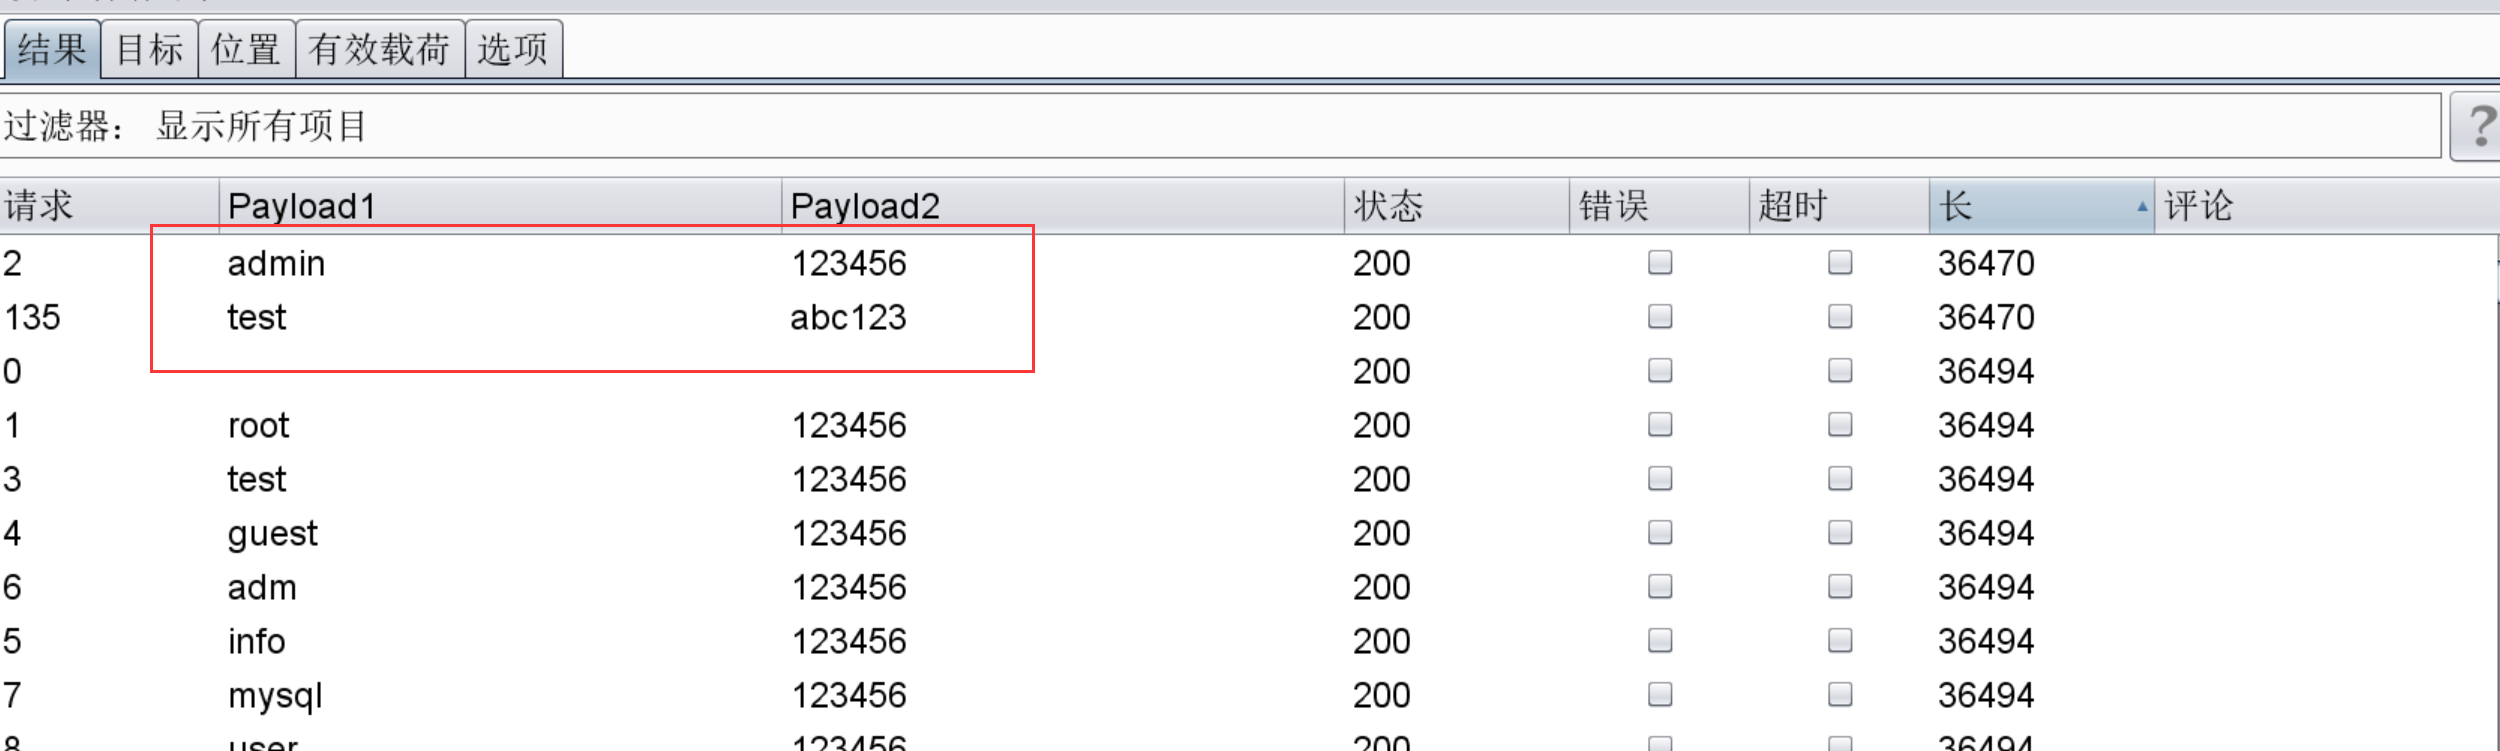 结果 目标 位置 有效载荷 选项
过滤器： 显示所有项目 ?
请求 Payload1 Payload2 状态 错误 超时 长 评论
2 admin 123456 200 36470
135 test abc123 200 36470
0 200 36494
1 root 123456 200 36494
3 test 123456 200 36494
4 guest 123456 200 36494
6 adm 123456 200 36494
5 info 123456 200 36494
7 mysql 123456 200 36494
8 user 123456 200 36494